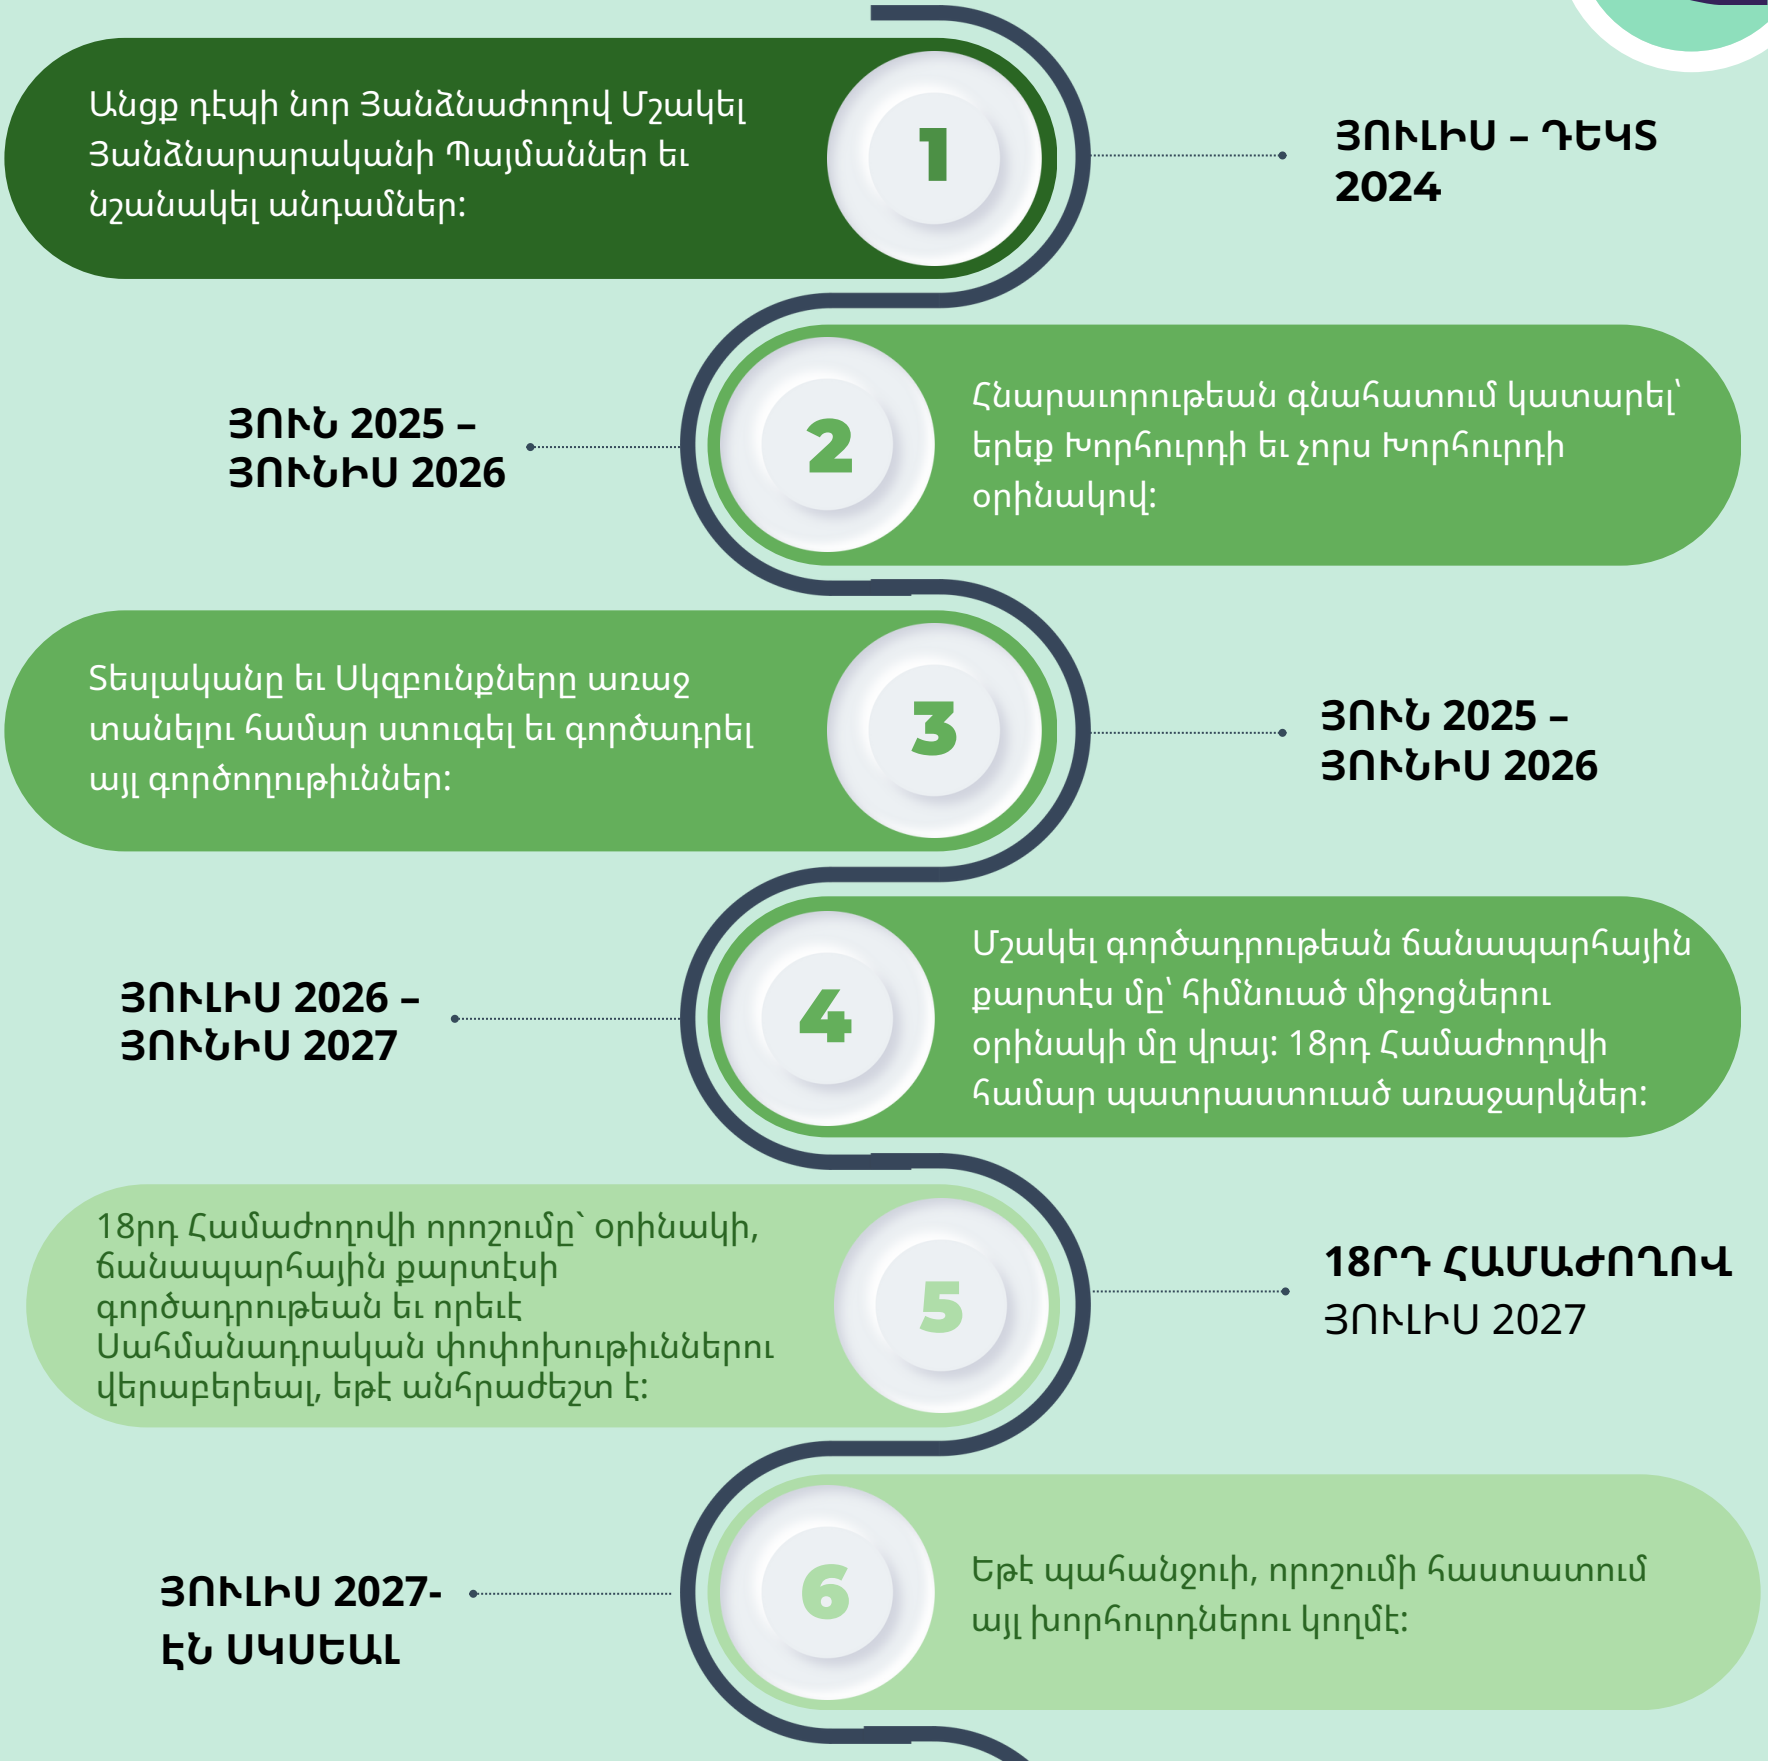 Անցք դէպի նոր Յանձնաժողով Մշակել
Յանձնարարականի Պայմաններ եւ
նշանակել անդամներ:
1
ՅՈՒԼԻՍ – ԴԵԿՏ
2024
ՅՈՒՆ 2025 –
ՅՈՒՆԻՍ 2026
2
Հնարաւորութեան գնահատում կատարել՝
երեք Խորհուրդի եւ չորս Խորհուրդի
օրինակով:
Տեսլականը եւ Սկզբունքները առաջ
տանելու համար ստուգել եւ գործադրել
այլ գործողութիւններ:
3
ՅՈՒՆ 2025 –
ՅՈՒՆԻՍ 2026
ՅՈՒԼԻՍ 2026 –
ՅՈՒՆԻՍ 2027
4
Մշակել գործադրութեան ճանապարհային
քարտէս մը՝ հիմնուած միջոցներու
օրինակի մը վրայ: 18րդ Համաժողովի
համար պատրաստուած առաջարկներ:
18րդ Համաժողովի որոշումը` օրինակի,
ճանապարհային քարտէսի
գործադրութեան եւ որեւէ
Սահմանադրական փոփոխութիւններու
վերաբերեալ, եթէ անհրաժեշտ է:
5
18ՐԴ ՀԱՄԱԺՈՂՈՎ
ՅՈՒԼԻՍ 2027
ՅՈՒԼԻՍ 2027-
ԷՆ ՍԿՍԵԱԼ
6
Եթէ պահանջուի, որոշումի հաստատում
այլ խորհուրդներու կողմէ: